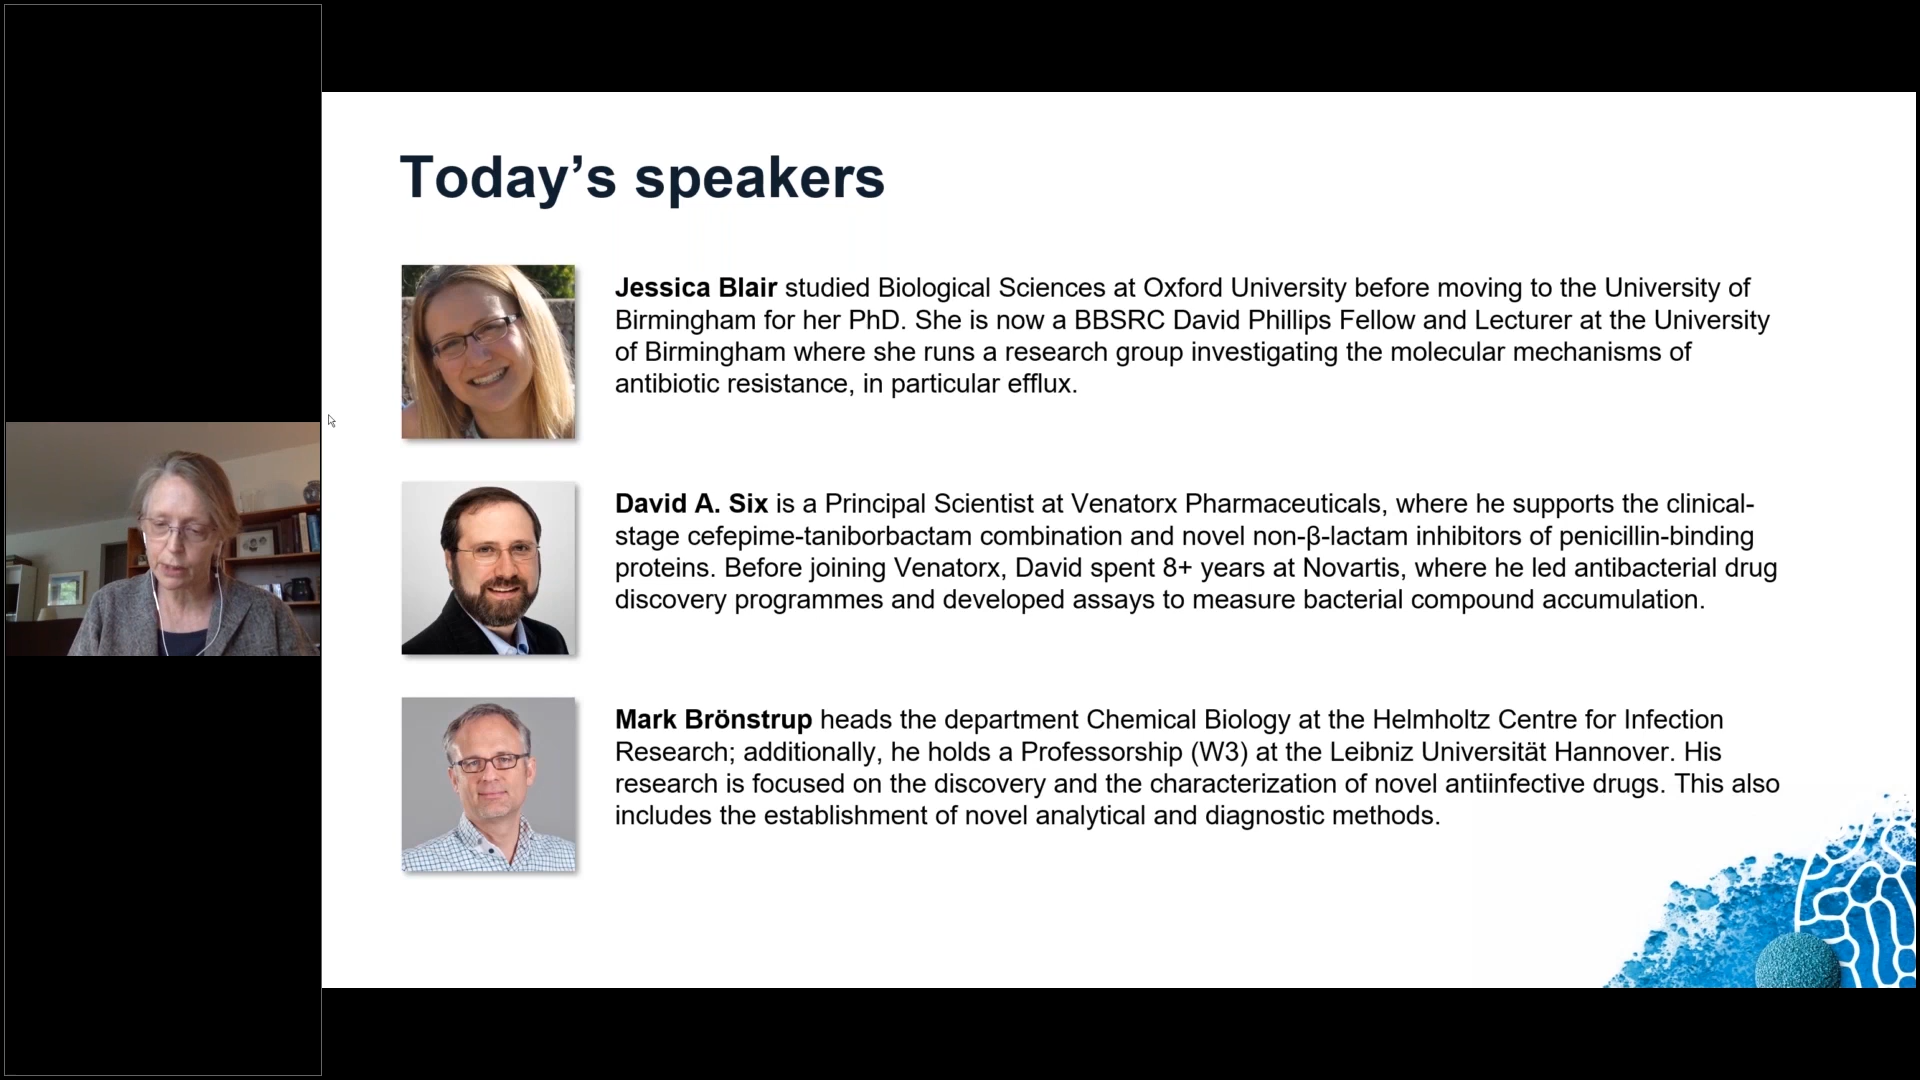 Today’s speakers
Jessica Blair studied Biological Sciences at Oxford University before moving to the University of
Birmingham for her PhD. She is now a BBSRC David Phillips Fellow and Lecturer at the University
of Birmingham where she runs a research group investigating the molecular mechanisms of
antibiotic resistance, in particular efflux.
David A. Six is a Principal Scientist at Venatorx Pharmaceuticals, where he supports the clinical-
stage cefepime-taniborbactam combination and novel non-β-lactam inhibitors of penicillin-binding
proteins. Before joining Venatorx, David spent 8+ years at Novartis, where he led antibacterial drug
discovery programmes and developed assays to measure bacterial compound accumulation.
Mark Brönstrup heads the department Chemical Biology at the Helmholtz Centre for Infection
Research; additionally, he holds a Professorship (W3) at the Leibniz Universität Hannover. His
research is focused on the discovery and the characterization of novel antiinfective drugs. This also
includes the establishment of novel analytical and diagnostic methods.